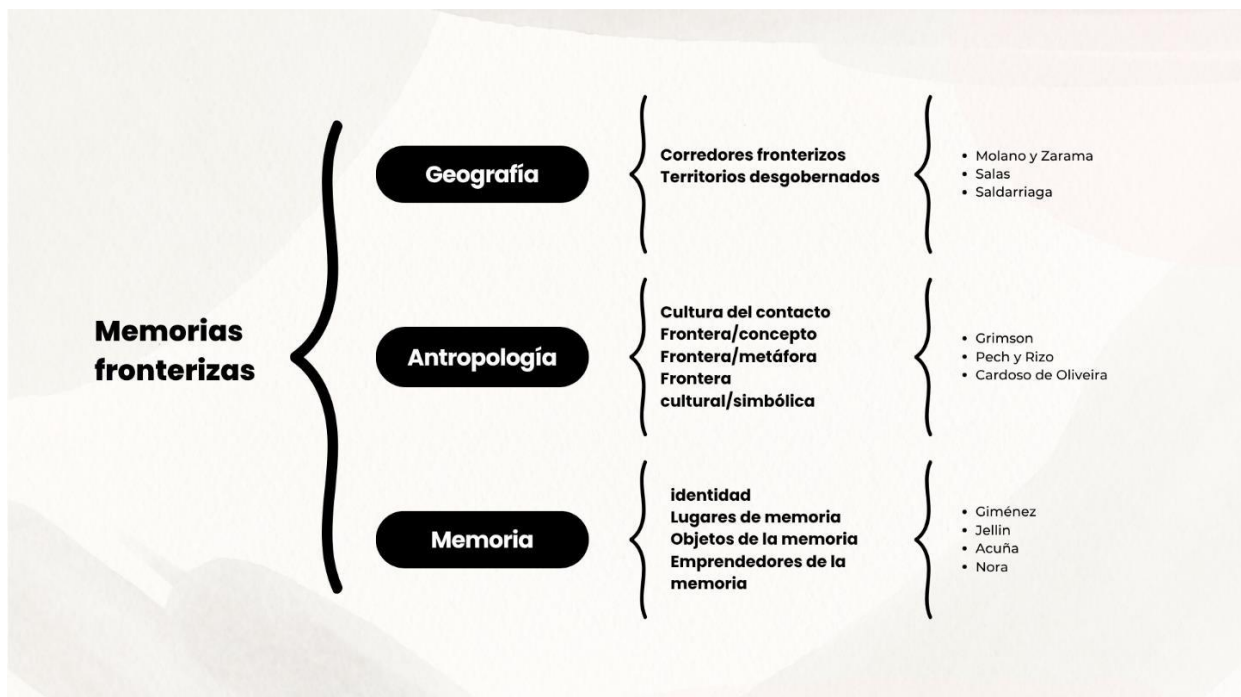 Memorias
fronterizas
Geografía
Corredores fronterizos
Territorios desgobernados
• Molano y Zarama
• Salas
• Saldarriaga
Antropología
Cultura del contacto
Frontera/concepto
Frontera/metáfora
Frontera
cultural/simbólica
• Grimson
• Pech y Rizo
• Cardoso de Oliveira
Memoria
identidad
Lugares de memoria
Objetos de la memoria
Emprendedores de la
memoria
• Giménez
• Jellin
• Acuña
• Nora